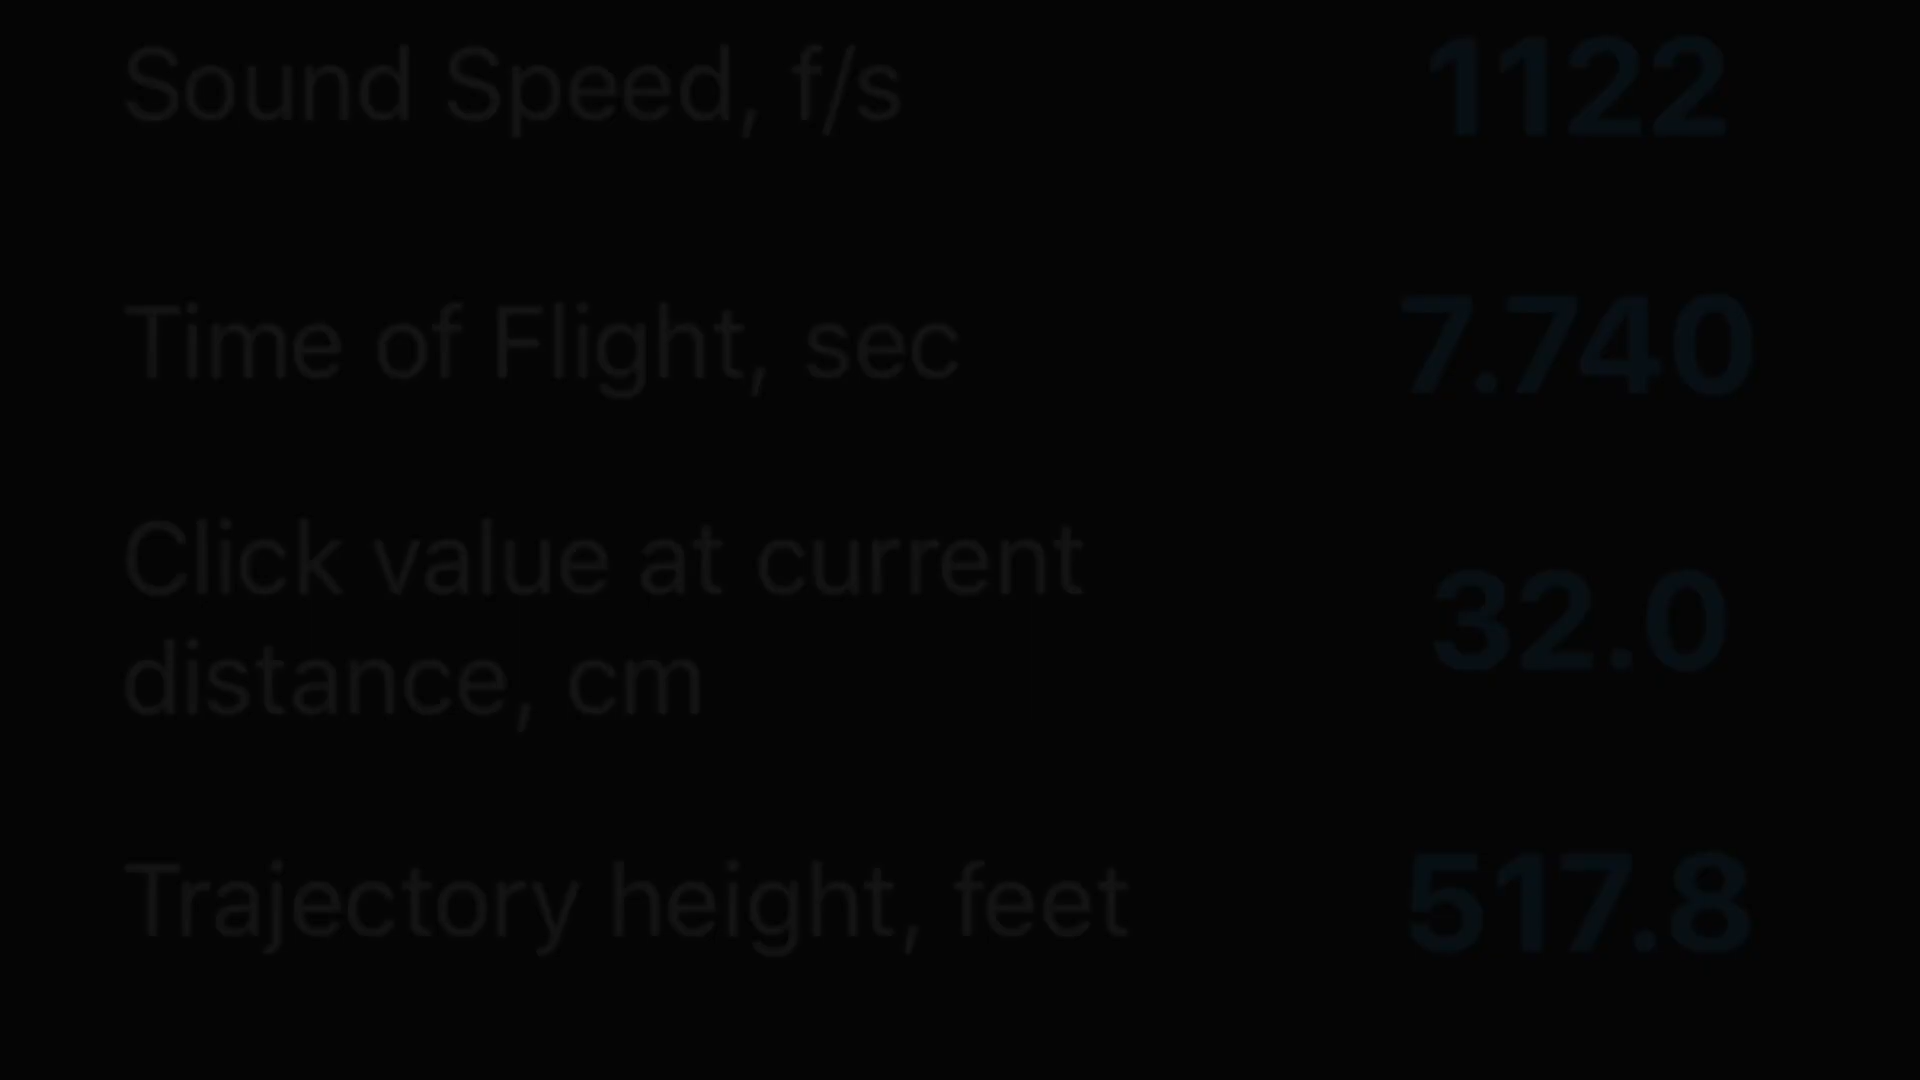 Sound Speed, f/s 1122
Time of Flight, sec 7.740
Click value at current
distance, cm 32.0
Trajectory height, feet 517.8